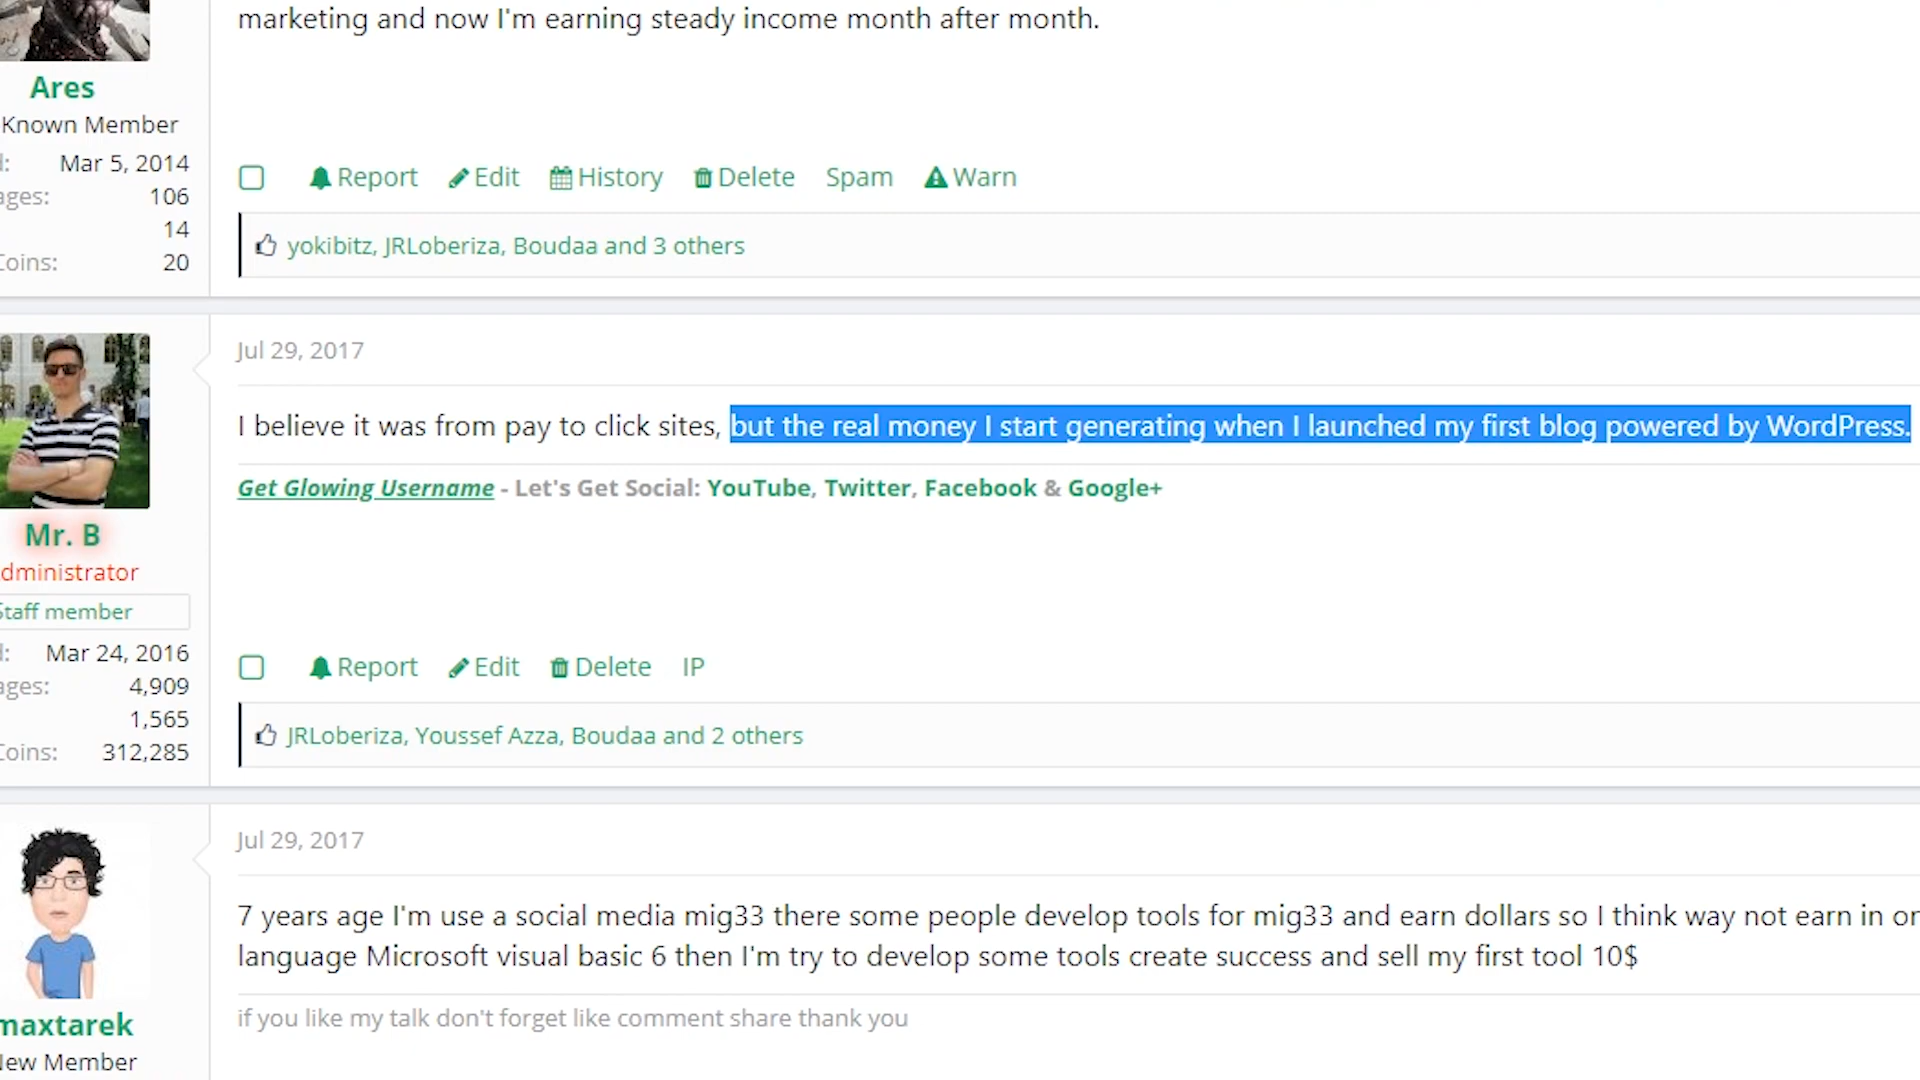 marketing and now I'm earning steady income month after month.
Ares
Known Member
Mar 5, 2014
106
14
Coins: 20
Report Edit History Delete Spam Warn
yokibitz, JRLoberiza, Boudaa and 3 others
Jul 29, 2017
I believe it was from pay to click sites, but the real money I start generating when I launched my first blog powered by WordPress.
Get Glowing Username - Let's Get Social: YouTube, Twitter, Facebook & Google+
Mr. B
dministrator
Staff member
Mar 24, 2016
ages: 4,909
1,565
Coins: 312,285
Report Edit Delete IP
JRLoberiza, Youssef Azza, Boudaa and 2 others
Jul 29, 2017
7 years age I'm use a social media mig33 there some people develop tools for mig33 and earn dollars so I think way not earn in or
language Microsoft visual basic 6 then I'm try to develop some tools create success and sell my first tool 10$
if you like my talk don't forget like comment share thank you
maxtarek
New Member